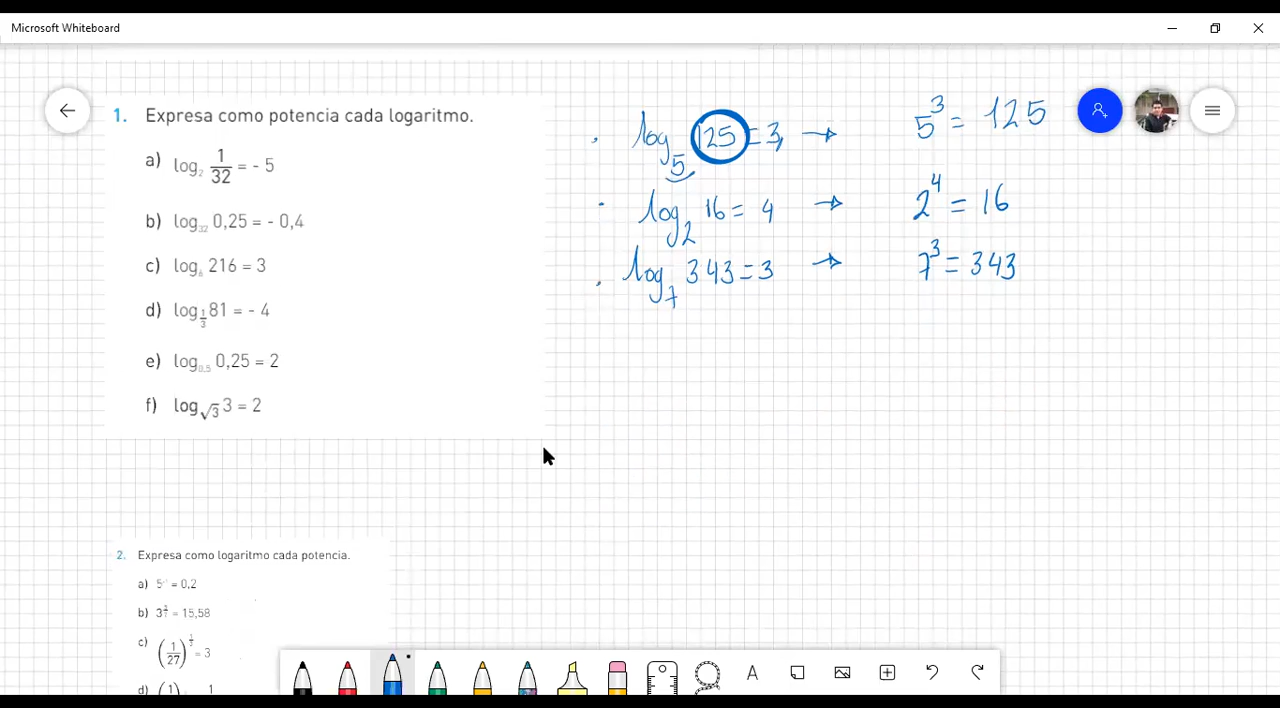 Microsoft Whiteboard
1. Expresa como potencia cada logaritmo.
a) log₂ 1/32 = - 5
b) log₃₂ 0,25 = - 0,4
c) log₆ 216 = 3
d) log_1/3 81 = - 4
e) log₀,₅ 0,25 = 2
f) log_√3 3 = 2
log₅ 125 = 3, → 5³ = 125
log₂ 16 = 4 → 2⁴ = 16
log₇ 343 = 3 → 7³ = 343
2. Expresa como logaritmo cada potencia.
a) 5 = 0,2
b) 3 = 15,58
c) (1/27) = 3
d)
A